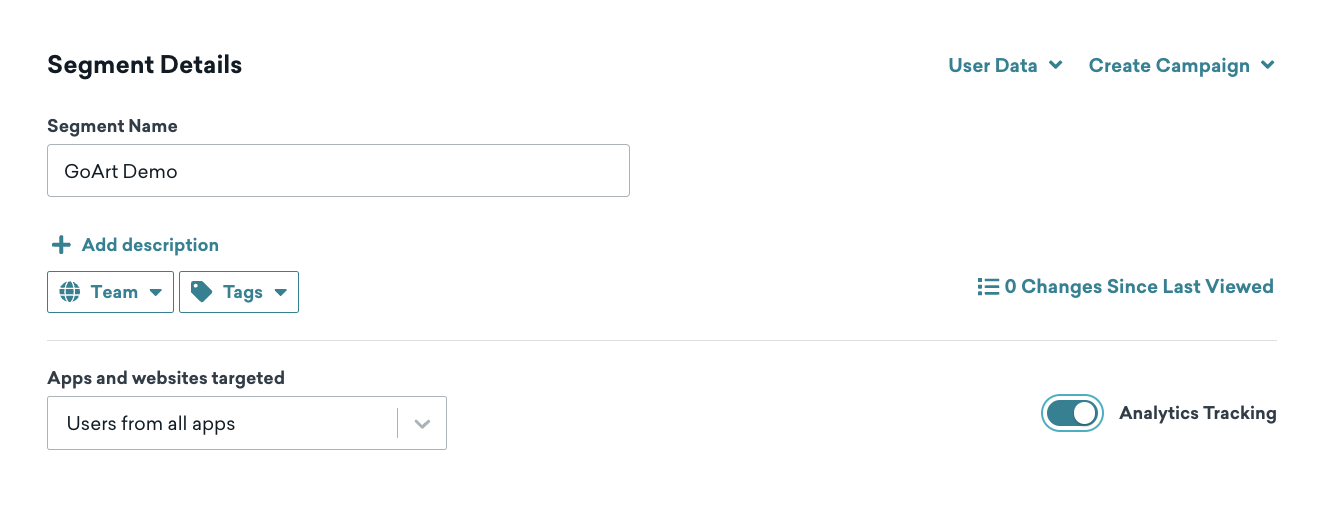 Segment Details
User Data
Create Campaign
Segment Name
GoArt Demo
Add description
Team
Tags
0 Changes Since Last Viewed
Apps and websites targeted
Users from all apps
Analytics Tracking